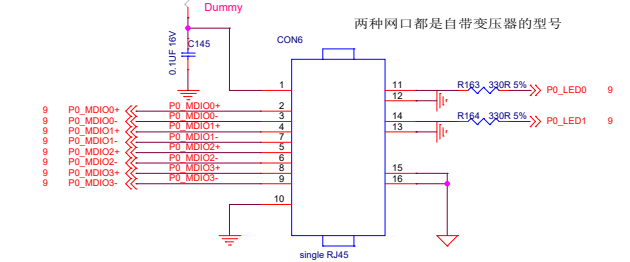 Dummy
两种网口都是自带变压器的型号
0.1UF 16V
C145
CON6
1
11
R163
330R 5%
P0_LED0
9
12
9
P0_MDIO0+
P0_MDIO0+
2
9
P0_MDIO0-
P0_MDIO0-
3
14
R164
330R 5%
P0_LED1
9
9
P0_MDIO1+
P0_MDIO1+
4
13
9
P0_MDIO1-
P0_MDIO1-
7
9
P0_MDIO2+
P0_MDIO2+
5
9
P0_MDIO2-
P0_MDIO2-
6
9
P0_MDIO3+
P0_MDIO3+
8
15
9
P0_MDIO3-
P0_MDIO3-
9
16
10
single RJ45